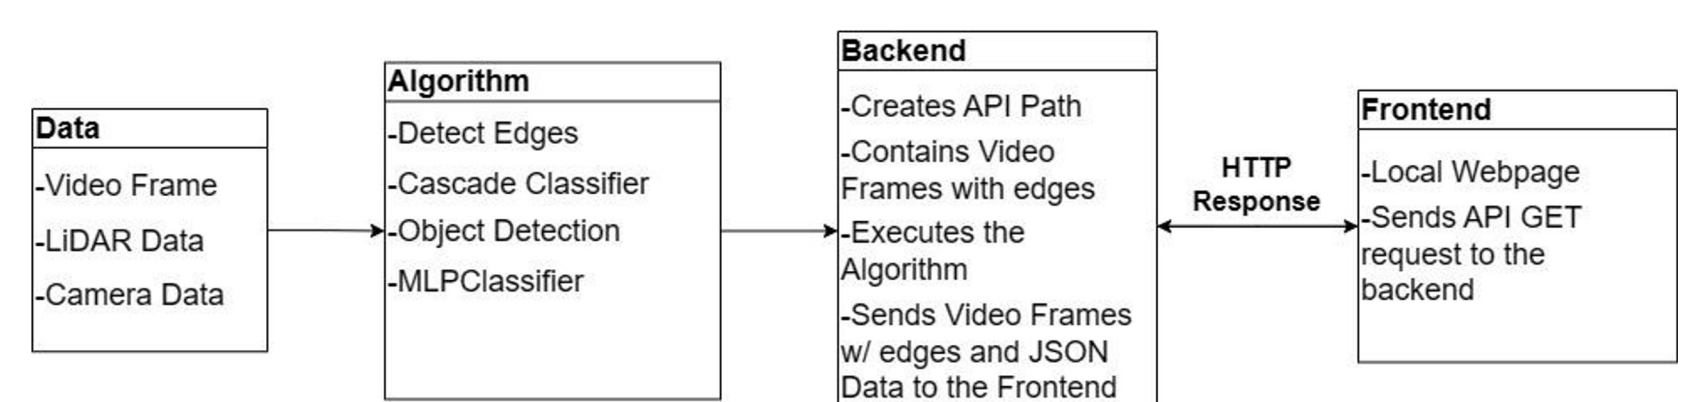 Data
-Video Frame
-LiDAR Data
-Camera Data
Algorithm
-Detect Edges
-Cascade Classifier
-Object Detection
-MLPClassifier
Backend
-Creates API Path
-Contains Video
Frames with edges
-Executes the
Algorithm
-Sends Video Frames
w/ edges and JSON
Data to the Frontend
HTTP
Response
Frontend
-Local Webpage
-Sends API GET
request to the
backend